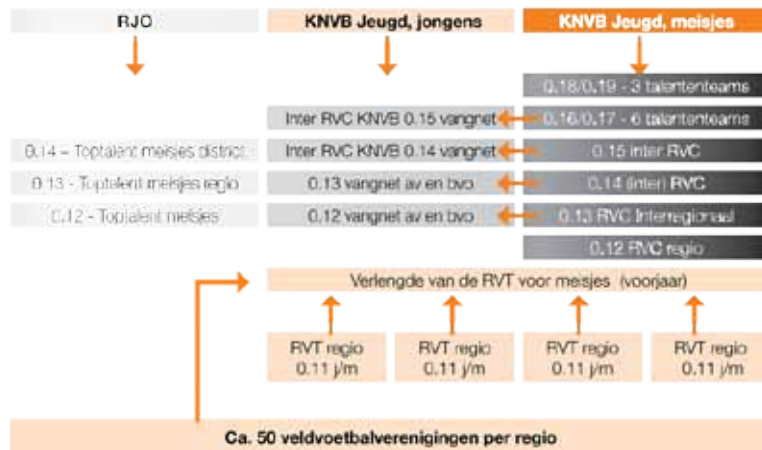 RJO
KNVB Jeugd, jongens
KNVB Jeugd, meisjes
0.18/0.19 - 3 talententeams
Inter RVC KNVB 0.15 vangnet
0.16/0.17 - 6 talententeams
0.14 – Toptalent meisjes district
Inter RVC KNVB 0.14 vangnet
0.15 inter RVC
0.13 - Toptalent meisjes regio
0.13 vangnet av en bvo
0.14 (inter) RVC
0.12 - Toptalent meisjes
0.12 vangnet av en bvo
0.13 RVC Interregionaal
0.12 RVC regio
Verlengde van de RVT voor meisjes (voorjaar)
RVT regio
0.11 j/m
RVT regio
0.11 j/m
RVT regio
0.11 j/m
RVT regio
0.11 j/m
Ca. 50 veldvoetbalverenigingen per regio